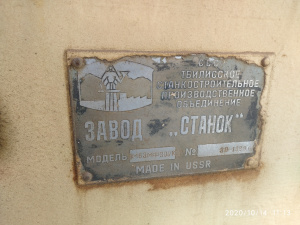 ТБИЛИССКОЕ
СТАНКОСТРОИТЕЛЬНОЕ
ПРОИЗВОДСТВЕННОЕ
ОБЪЕДИНЕНИЕ
ЗАВОД „СТАНОК"
МОДЕЛЬ №
MADE IN USSR
2020/10/14